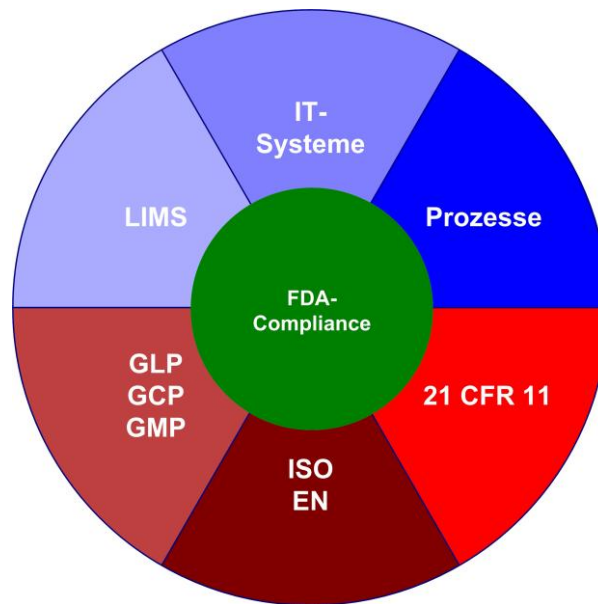 IT-
Systeme
LIMS
Prozesse
FDA-
Compliance
GLP
GCP
GMP
21 CFR 11
ISO
EN